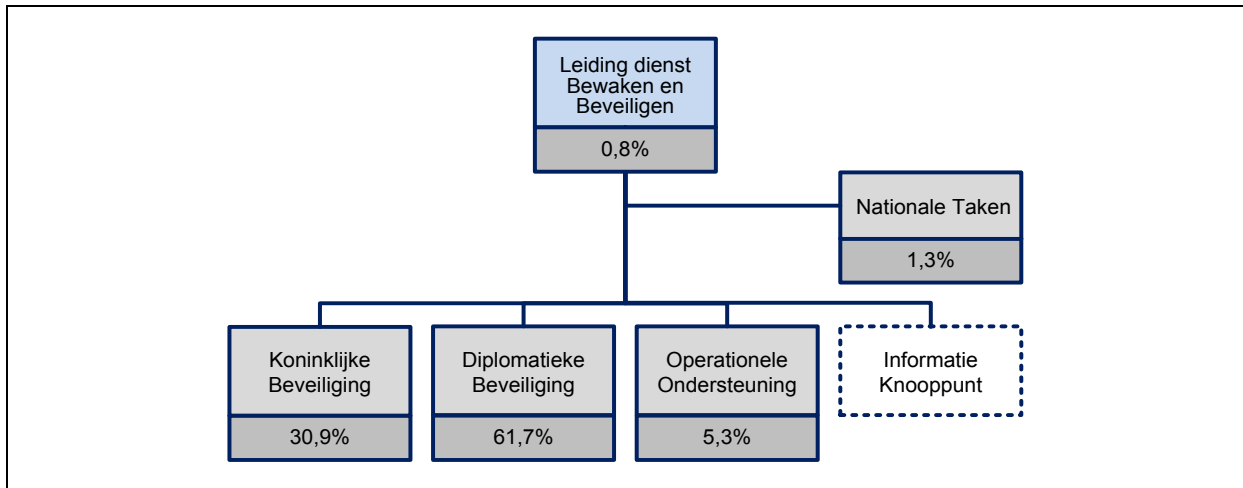 Leiding dienst
Bewaken en
Beveiligen
0,8%
Nationale Taken
1,3%
Koninklijke
Beveiliging
30,9%
Diplomatieke
Beveiliging
61,7%
Operationele
Ondersteuning
5,3%
Informatie
Knooppunt